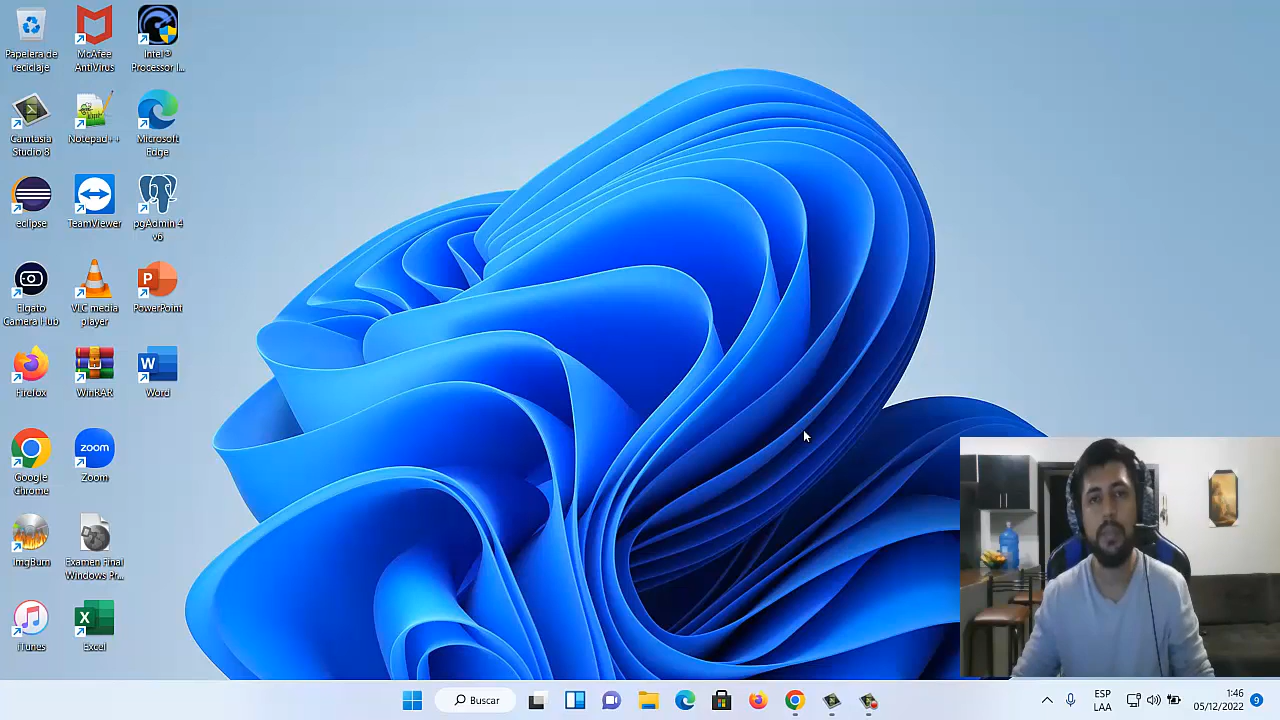 Papelera de
reciclaje
McAfee
AntiVirus
Intel®
Processor I...
Camtasia
Studio 8
Notepad++
Microsoft
Edge
eclipse
TeamViewer
pgAdmin 4
v6
Elgato
Camera Hub
VLC media
player
PowerPoint
Firefox
WinRAR
Word
Google
Chrome
zoom
Zoom
ImgBurn
Examen Final
Windows Pr...
iTunes
Excel
Buscar
ESP
LAA
1:46
05/12/2022
9